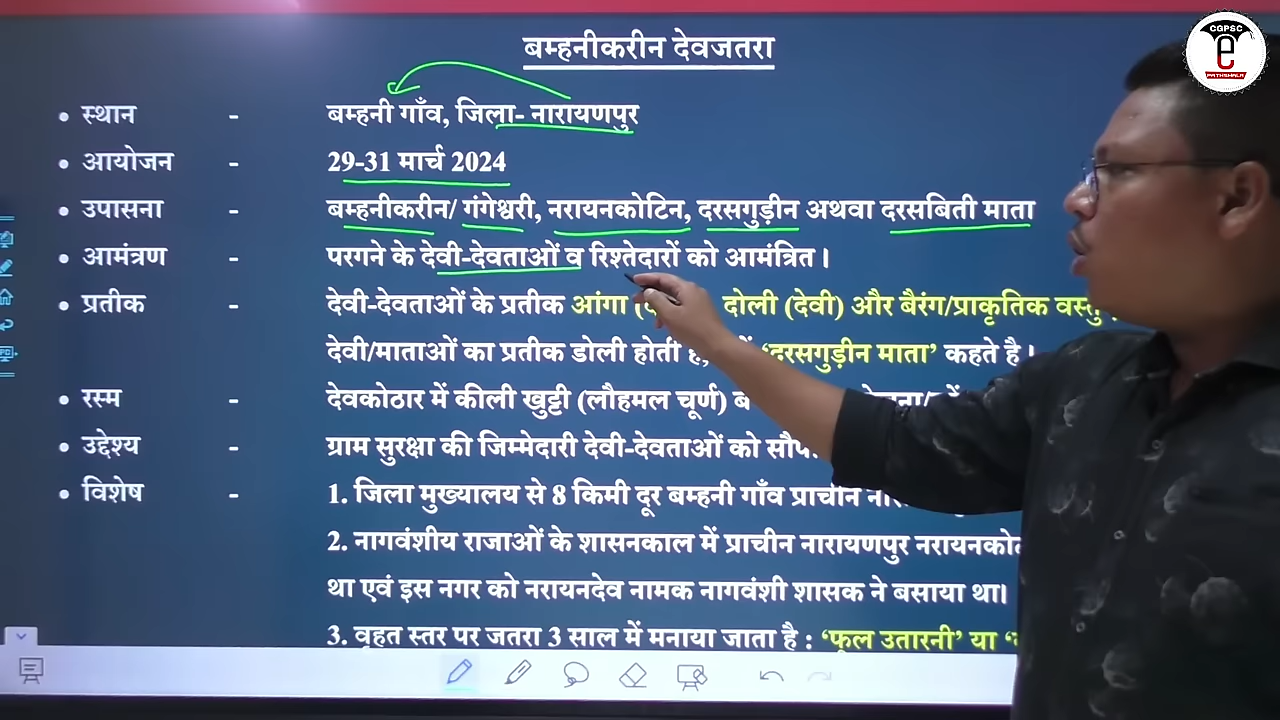 CGPSC
e
PATHSHALA
बम्हनीकरीन देवजतरा
• स्थान - बम्हनी गाँव, जिला- नारायणपुर
• आयोजन - 29-31 मार्च 2024
• उपासना - बम्हनीकरीन/ गंगेश्वरी, नरायनकोटिन, दरसगुड़ीन अथवा दरसबिती माता
• आमंत्रण - परगने के देवी-देवताओं व रिश्तेदारों को आमंत्रित।
• प्रतीक - देवी-देवताओं के प्रतीक आंगा दोली (देवी) और बैरंग/प्राकृतिक
देवी/माताओं का प्रतीक डोली होती 'दरसगुड़ीन माता' कहते है।
• रस्म - देवकोठार में कीली खुट्टी (लौहमल चूर्ण)
• उद्देश्य - ग्राम सुरक्षा की जिम्मेदारी देवी-देवताओं को
• विशेष - 1. जिला मुख्यालय से 8 किमी दूर बम्हनी गाँव प्राचीन
2. नागवंशीय राजाओं के शासनकाल में प्राचीन नारायणपुर
था एवं इस नगर को नरायनदेव नामक नागवंशी शासक ने बसाया था।
3. वृहत स्तर पर जतरा 3 साल में मनाया जाता है : 'फूल उतारनी' या